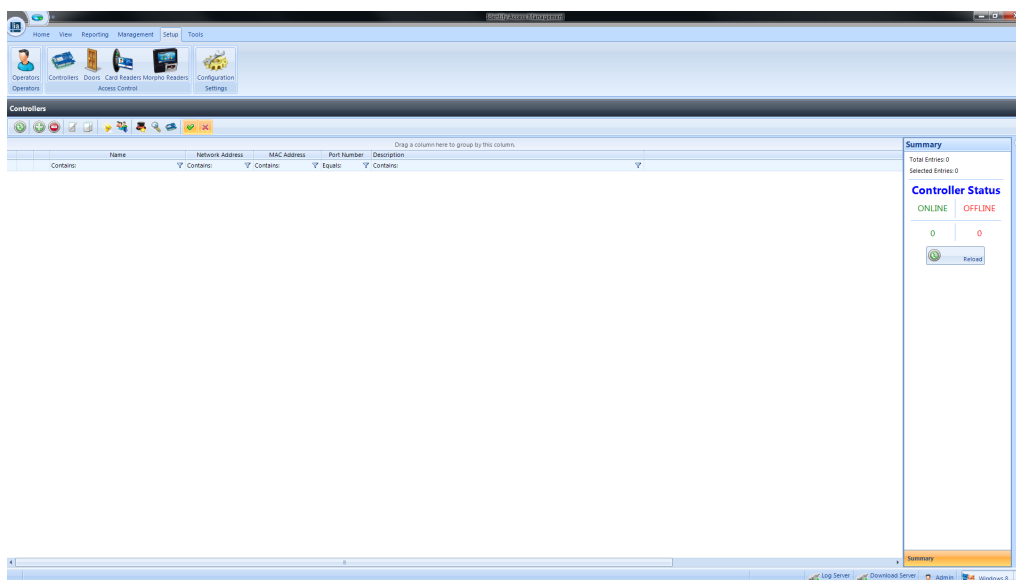 Identify Access Management
Home View Reporting Management Setup Tools
Operators Controllers Doors Card Readers Morpho Readers Configuration
Operators Access Control Settings
Controllers
Drag a column here to group by this column.
Name Network Address MAC Address Port Number Description
Contains: Contains: Contains: Equals: Contains:
Summary
Total Entries: 0
Selected Entries: 0
Controller Status
ONLINE OFFLINE
0 0
Reload
Summary
Log Server Download Server Admin Windows 8